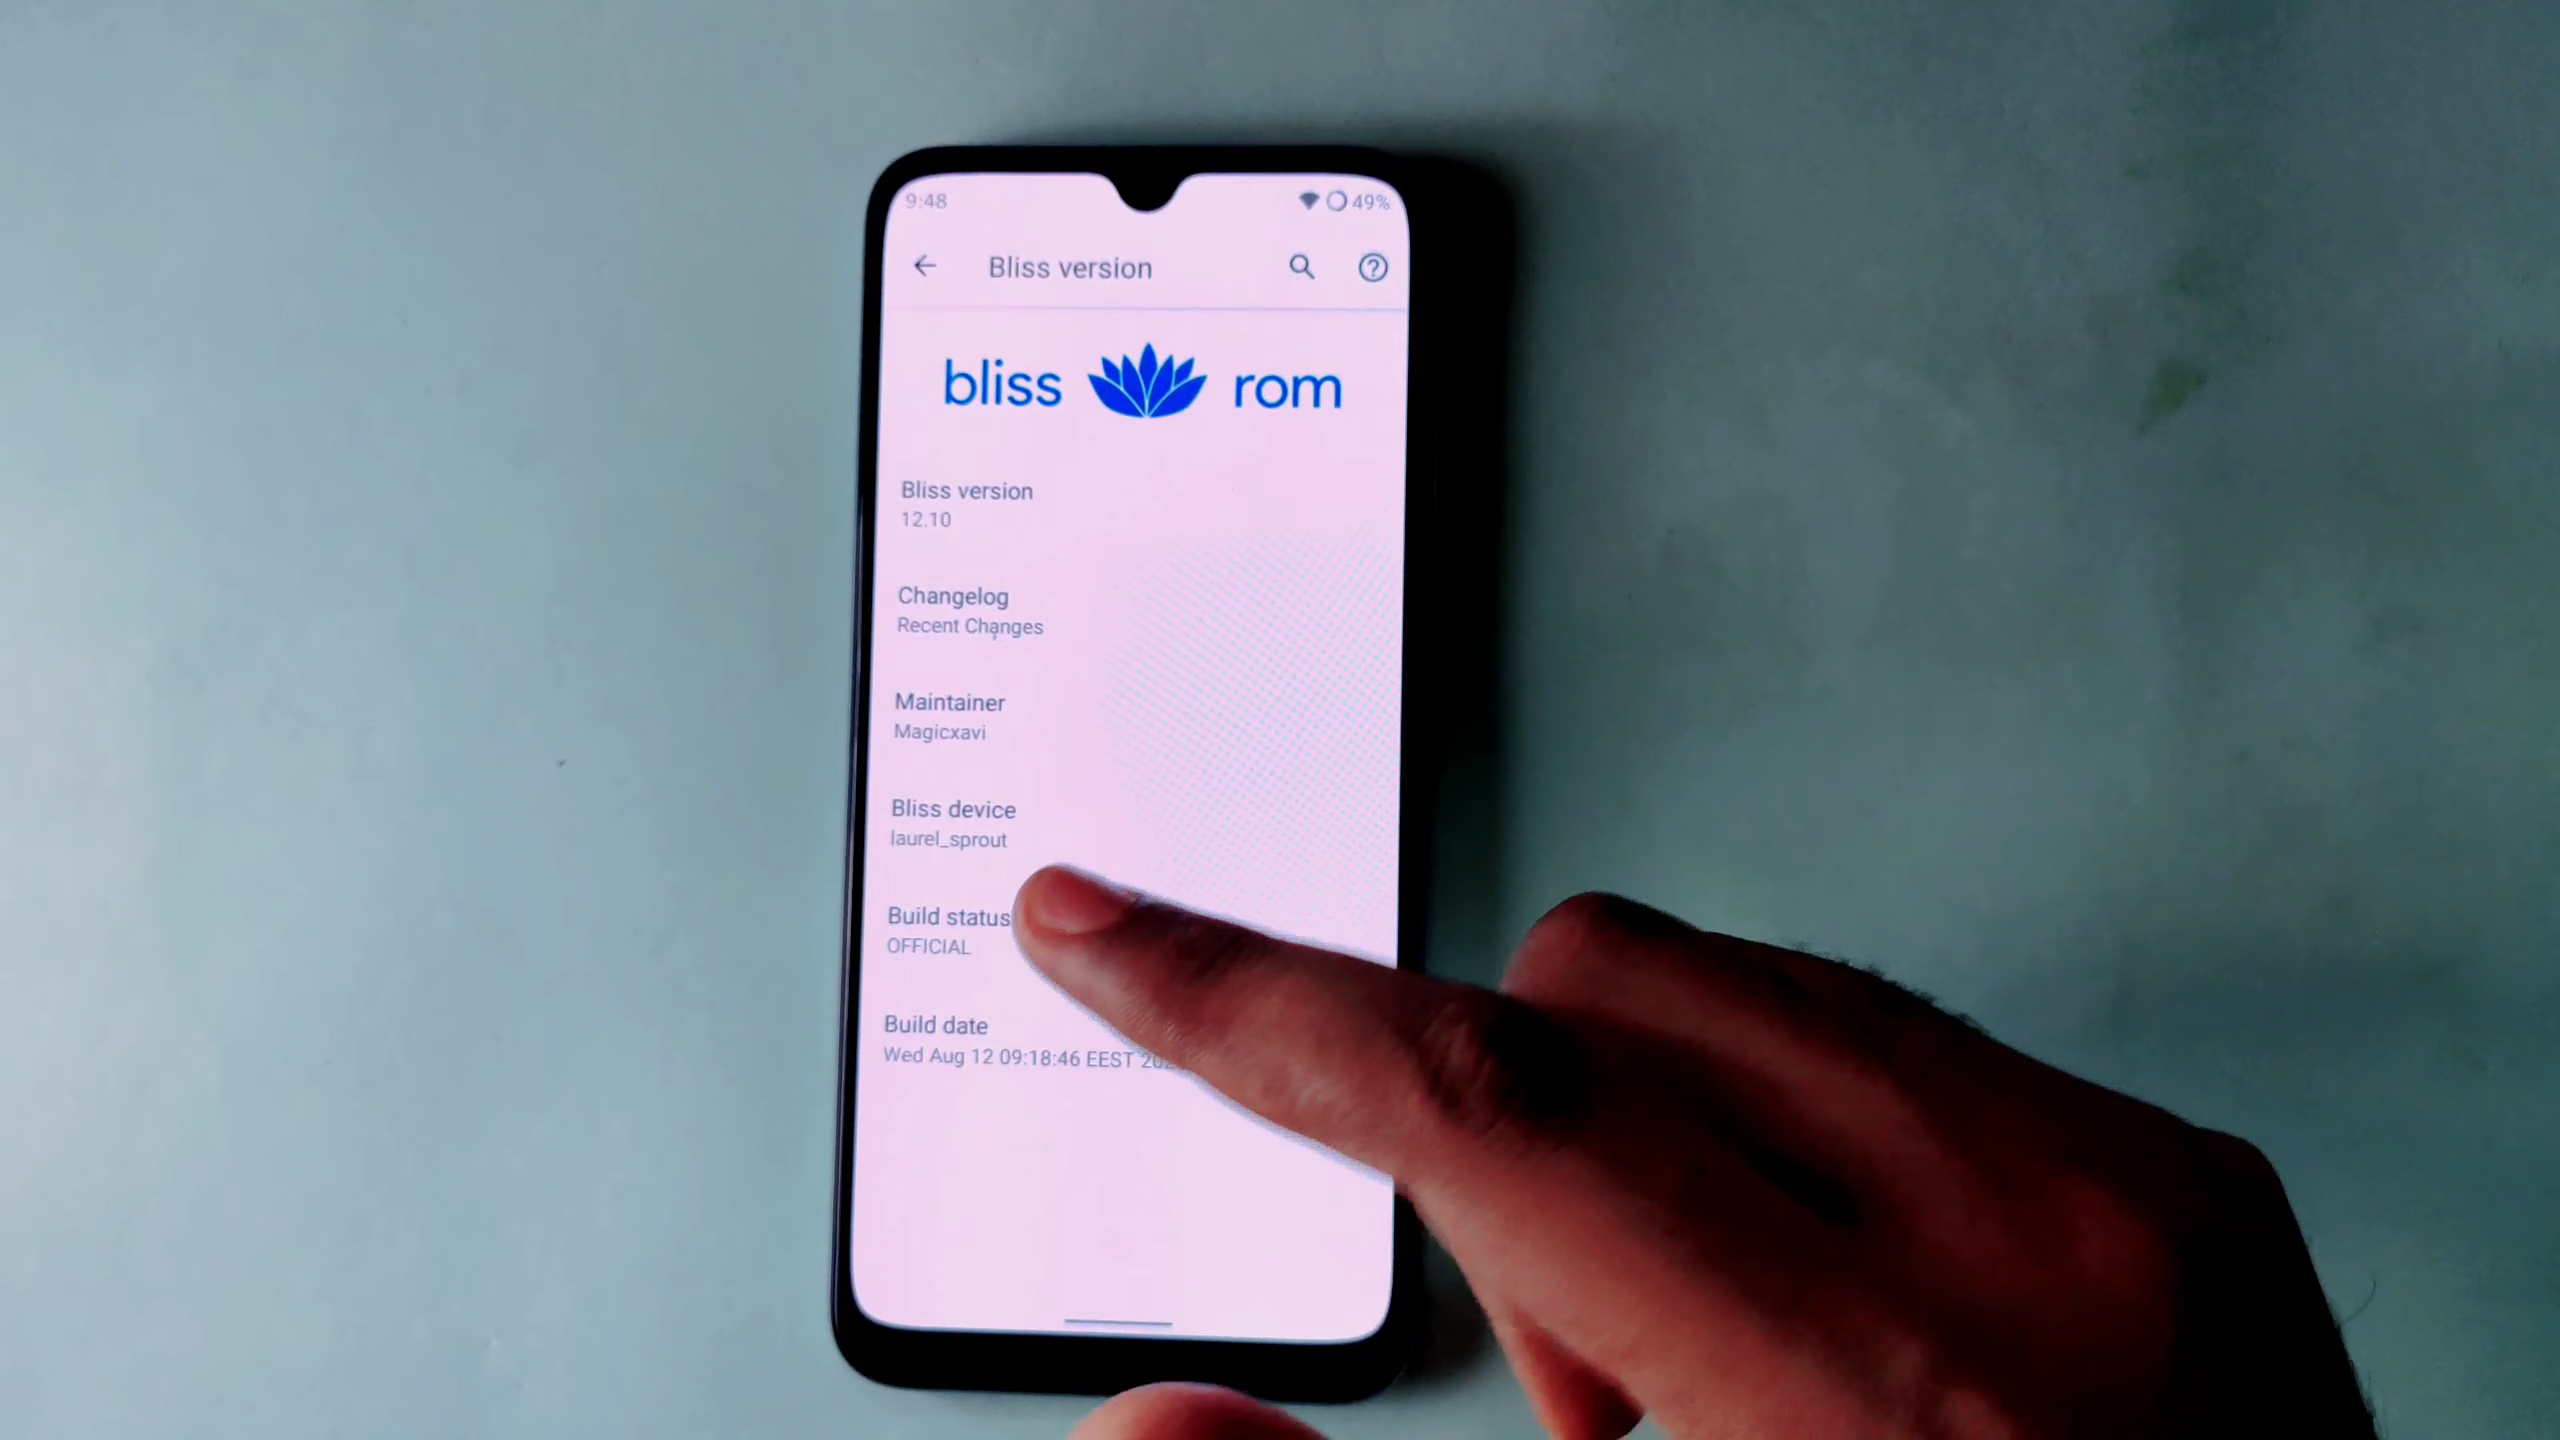 9:48 49%
Bliss version
bliss rom
Bliss version
12.10
Changelog
Recent Changes
Maintainer
Magicxavi
Bliss device
laurel_sprout
Build status
OFFICIAL
Build date
Wed Aug 12 09:18:46 EEST